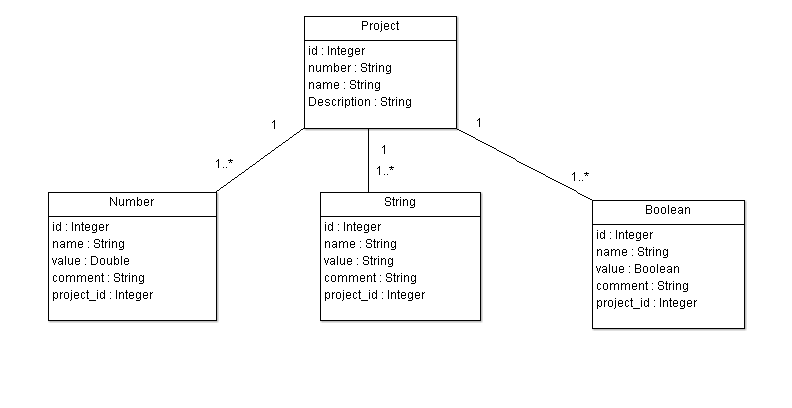 Project
id : Integer
number : String
name : String
Description : String
1
1
1
1..*
1..*
1..*
Number
id : Integer
name : String
value : Double
comment : String
project_id : Integer
String
id : Integer
name : String
value : String
comment : String
project_id : Integer
Boolean
id : Integer
name : String
value : Boolean
comment : String
project_id : Integer